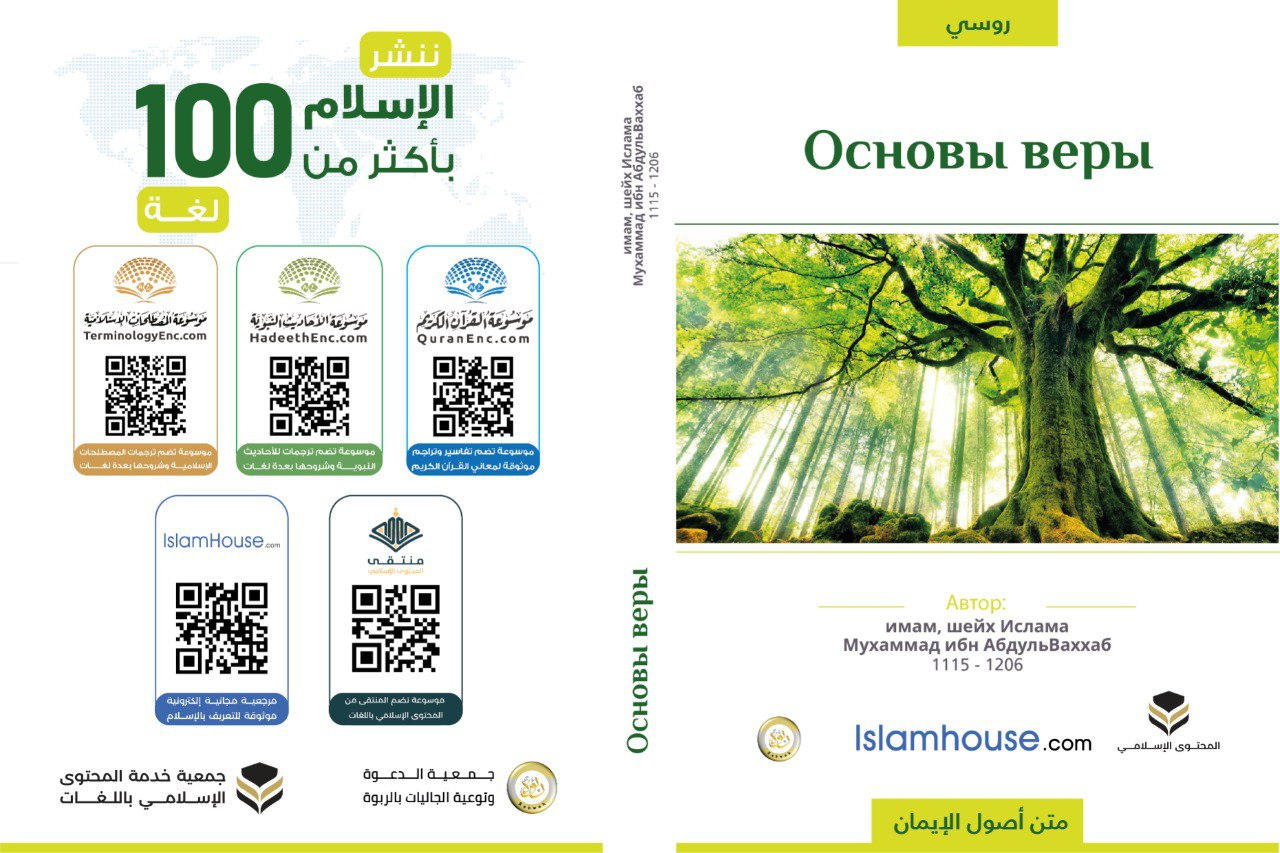 ننشر
الإسلام
بأكثر من 100
لغة
موسوعة المصطلحات الإسلامية
TerminologyEnc.com
موسوعة تضم ترجمات المصطلحات
الإسلامية وشروحها بعدة لغات
موسوعة الأحاديث النبوية
HadeethEnc.com
موسوعة تضم ترجمات للأحاديث
النبوية وشروحها بعدة لغات
موسوعة القرآن الكريم
QuranEnc.com
موسوعة تضم تفاسير وتراجم
موثوقة لمعاني القرآن الكريم
IslamHouse.com
مرجعية مجانية إلكترونية
موثوقة للتعريف بالإسلام
منتقى
المحتوى الإسلامي
موسوعة تضم المنتقى من
المحتوى الإسلامي باللغات
جمعية خدمة المحتوى
الإسلامي باللغات
جمعية الدعوة
وتوعية الجاليات بالربوة
имам, шейх Ислама
Мухаммад ибн АбдульВаххаб
1115 - 1206
Основы веры
روسي
Основы веры
Автор:
имам, шейх Ислама
Мухаммад ибн АбдульВаххаб
1115 - 1206
Islamhouse.com
المحتوى الإسلامي
متن أصول الإيمان